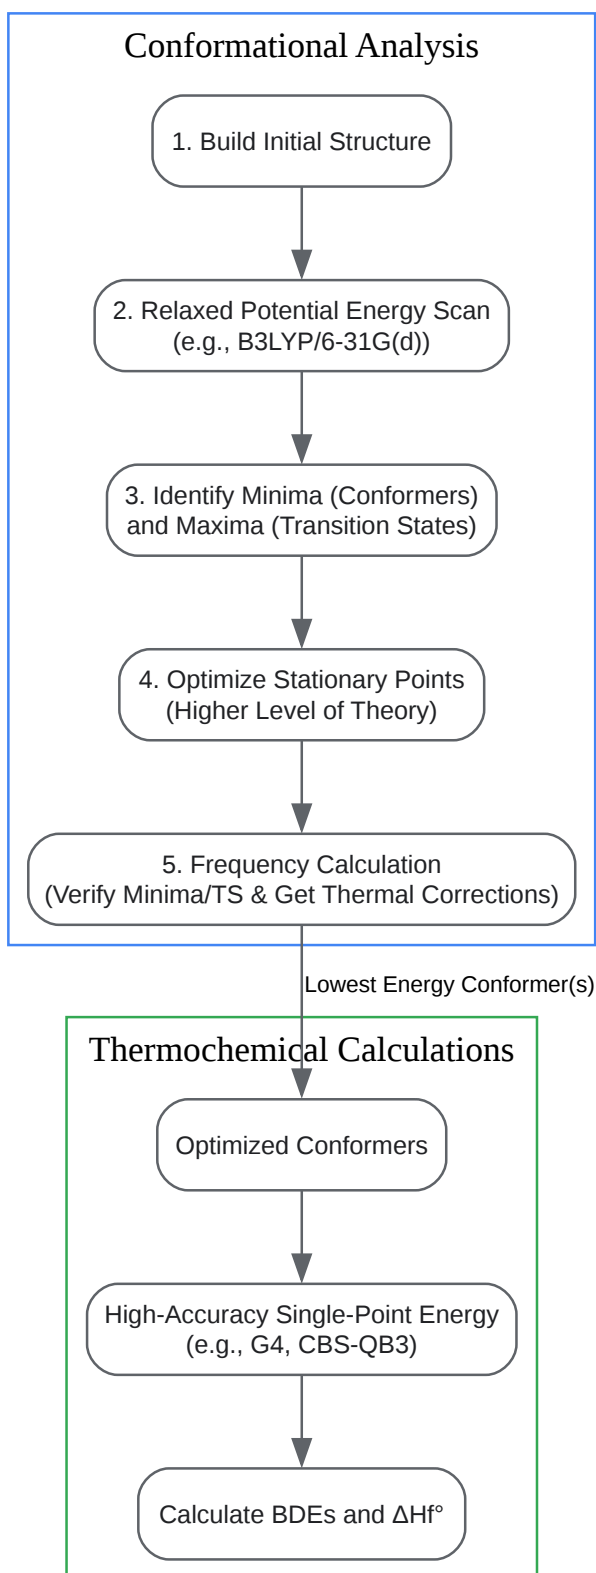 Conformational Analysis
1. Build Initial Structure
2. Relaxed Potential Energy Scan
(e.g., B3LYP/6-31G(d))
3. Identify Minima (Conformers)
and Maxima (Transition States)
4. Optimize Stationary Points
(Higher Level of Theory)
5. Frequency Calculation
(Verify Minima/TS & Get Thermal Corrections)
Lowest Energy Conformer(s)
Thermochemical Calculations
Optimized Conformers
High-Accuracy Single-Point Energy
(e.g., G4, CBS-QB3)
Calculate BDEs and ΔHf°